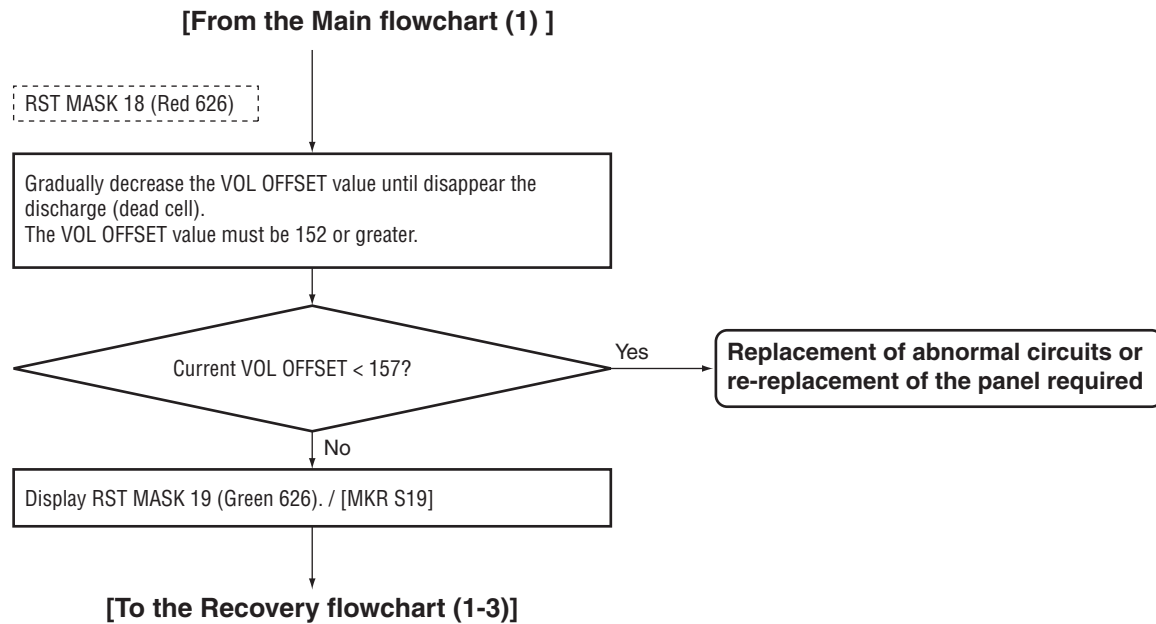 [From the Main flowchart (1) ]
RST MASK 18 (Red 626)
Gradually decrease the VOL OFFSET value until disappear the
discharge (dead cell).
The VOL OFFSET value must be 152 or greater.
Current VOL OFFSET < 157?
Yes
Replacement of abnormal circuits or
re-replacement of the panel required
No
Display RST MASK 19 (Green 626). / [MKR S19]
[To the Recovery flowchart (1-3)]